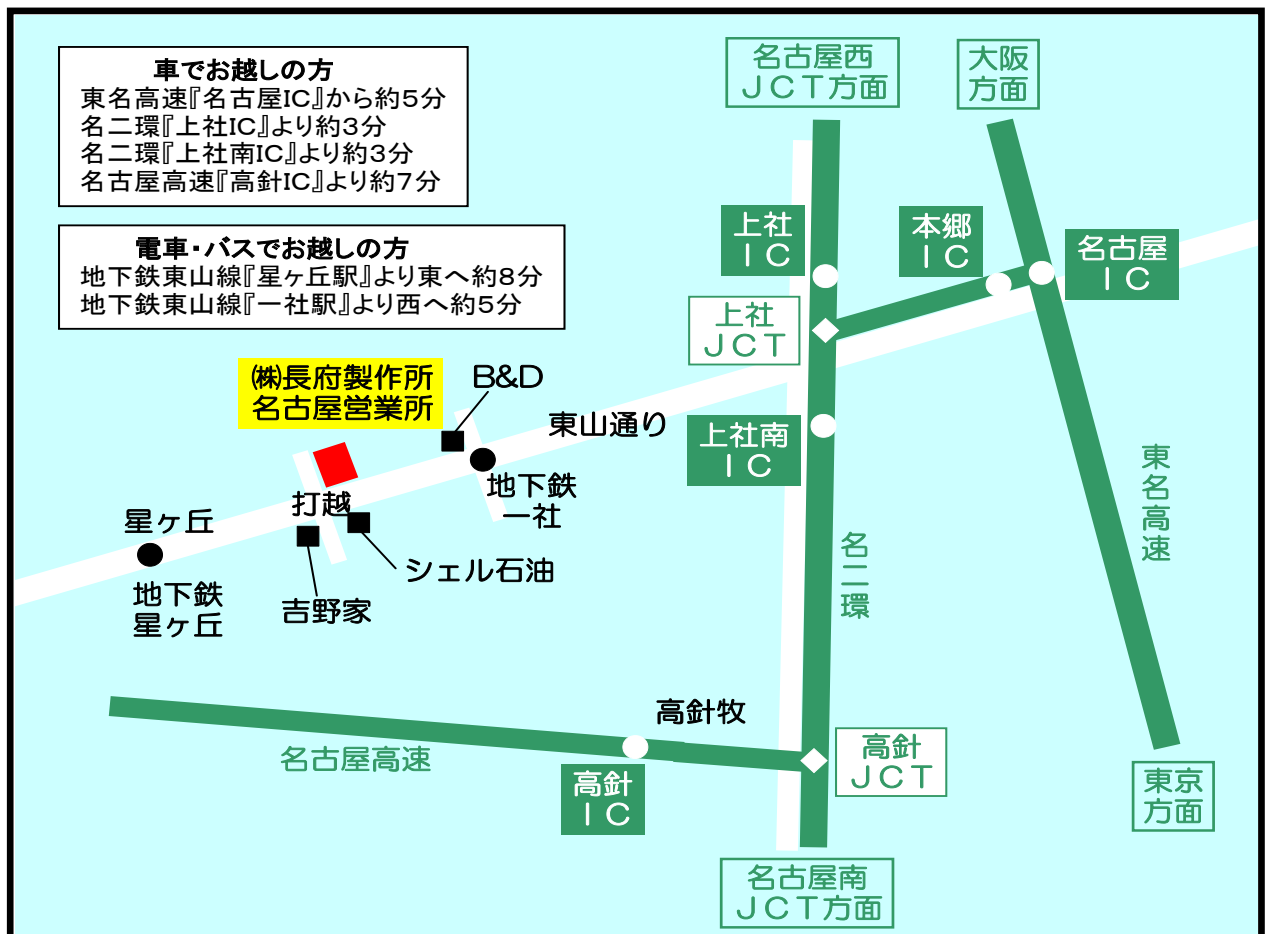 車でお越しの方
東名高速『名古屋IC』から約5分
名二環『上社IC』より約3分
名二環『上社南IC』より約3分
名古屋高速『高針IC』より約7分
電車・バスでお越しの方
地下鉄東山線『星ヶ丘駅』より東へ約8分
地下鉄東山線『一社駅』より西へ約5分
名古屋西
JCT方面
大阪
方面
上社
IC
本郷
IC
名古屋
IC
上社
JCT
㈱長府製作所
名古屋営業所
B&D
東山通り
上社南
IC
地下鉄
一社
打越
星ヶ丘
シェル石油
地下鉄
星ヶ丘
吉野家
名二環
東名高速
高針牧
名古屋高速
高針
IC
高針
JCT
東京
方面
名古屋南
JCT方面